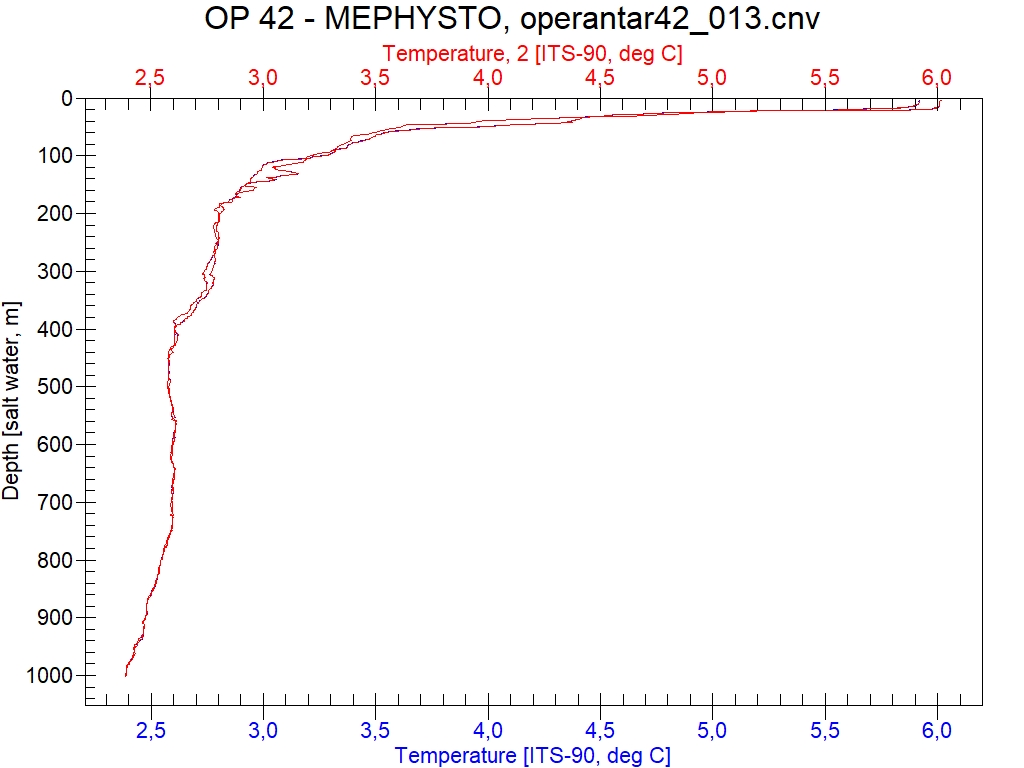 OP 42 - MEPHYSTO, operantar42_013.cnv
Temperature, 2 [ITS-90, deg C]
2,5 3,0 3,5 4,0 4,5 5,0 5,5 6,0
0
100
200
300
400
500
600
700
800
900
1000
Depth [salt water, m]
2,5 3,0 3,5 4,0 4,5 5,0 5,5 6,0
Temperature [ITS-90, deg C]